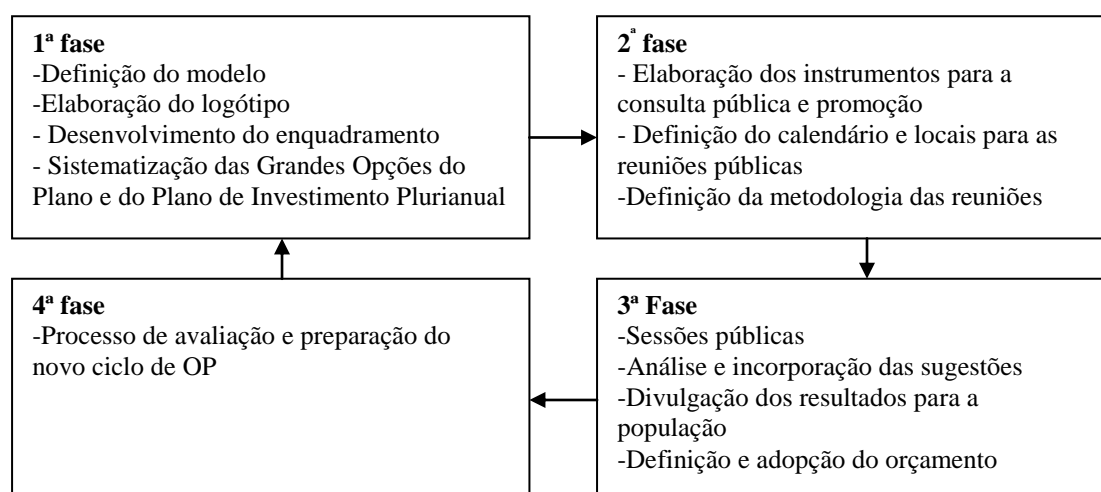 1ª fase
-Definição do modelo
-Elaboração do logótipo
- Desenvolvimento do enquadramento
- Sistematização das Grandes Opções do
Plano e do Plano de Investimento Plurianual
2ª fase
- Elaboração dos instrumentos para a
consulta pública e promoção
- Definição do calendário e locais para as
reuniões públicas
-Definição da metodologia das reuniões
3ª Fase
-Sessões públicas
-Análise e incorporação das sugestões
-Divulgação dos resultados para a
população
-Definição e adopção do orçamento
4ª fase
-Processo de avaliação e preparação do
novo ciclo de OP